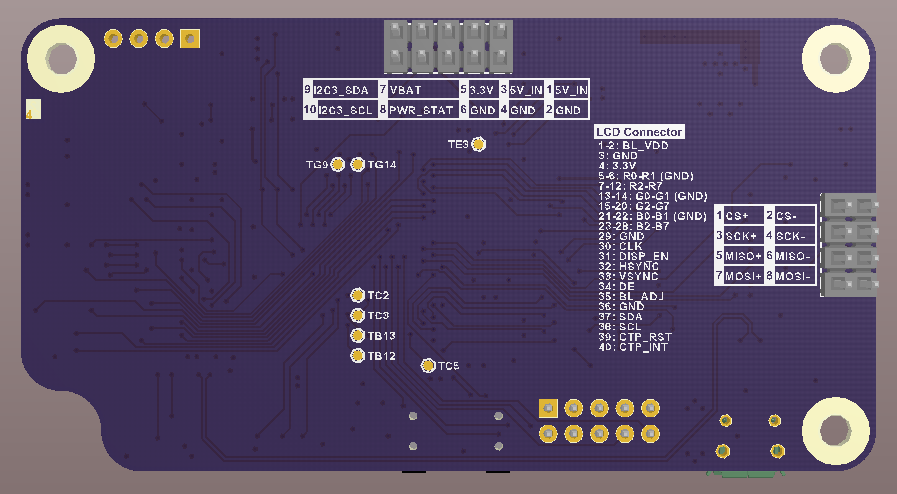 9 I2C3_SDA 7 VBAT 5 3.3V 3 5V_IN 1 5V_IN
10 I2C3_SCL 8 PWR_STAT 6 GND 4 GND 2 GND
4
TE3
TG9 TG14
LCD Connector
1-2: BL_VDD
3: GND
4: 3.3V
5-6: R0-R1 (GND)
7-12: R2-R7
13-14: G0-G1 (GND)
15-20: G2-G7
21-22: B0-B1 (GND)
23-28: B2-B7
29: GND
30: CLK
31: DISP_EN
32: HSYNC
33: VSYNC
34: DE
35: BL_ADJ
36: GND
37: SDA
38: SCL
39: CTP_RST
40: CTP_INT
1 CS+ 2 CS-
3 SCK+ 4 SCK-
5 MISO+ 6 MISO-
7 MOSI+ 8 MOSI-
TC2
TC3
TB13
TB12
TC5